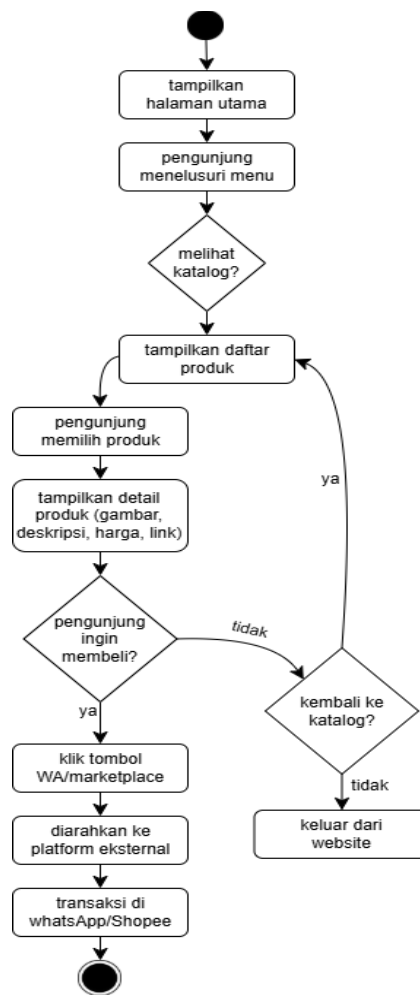 tampilkan
halaman utama
pengunjung
menelusuri menu
melihat
katalog?
tampilkan daftar
produk
pengunjung
memilih produk
ya
tampilkan detail
produk (gambar,
deskripsi, harga, link)
pengunjung
ingin
membeli?
tidak
kembali ke
katalog?
ya
tidak
klik tombol
WA/marketplace
keluar dari
website
diarahkan ke
platform eksternal
transaksi di
whatsApp/Shopee